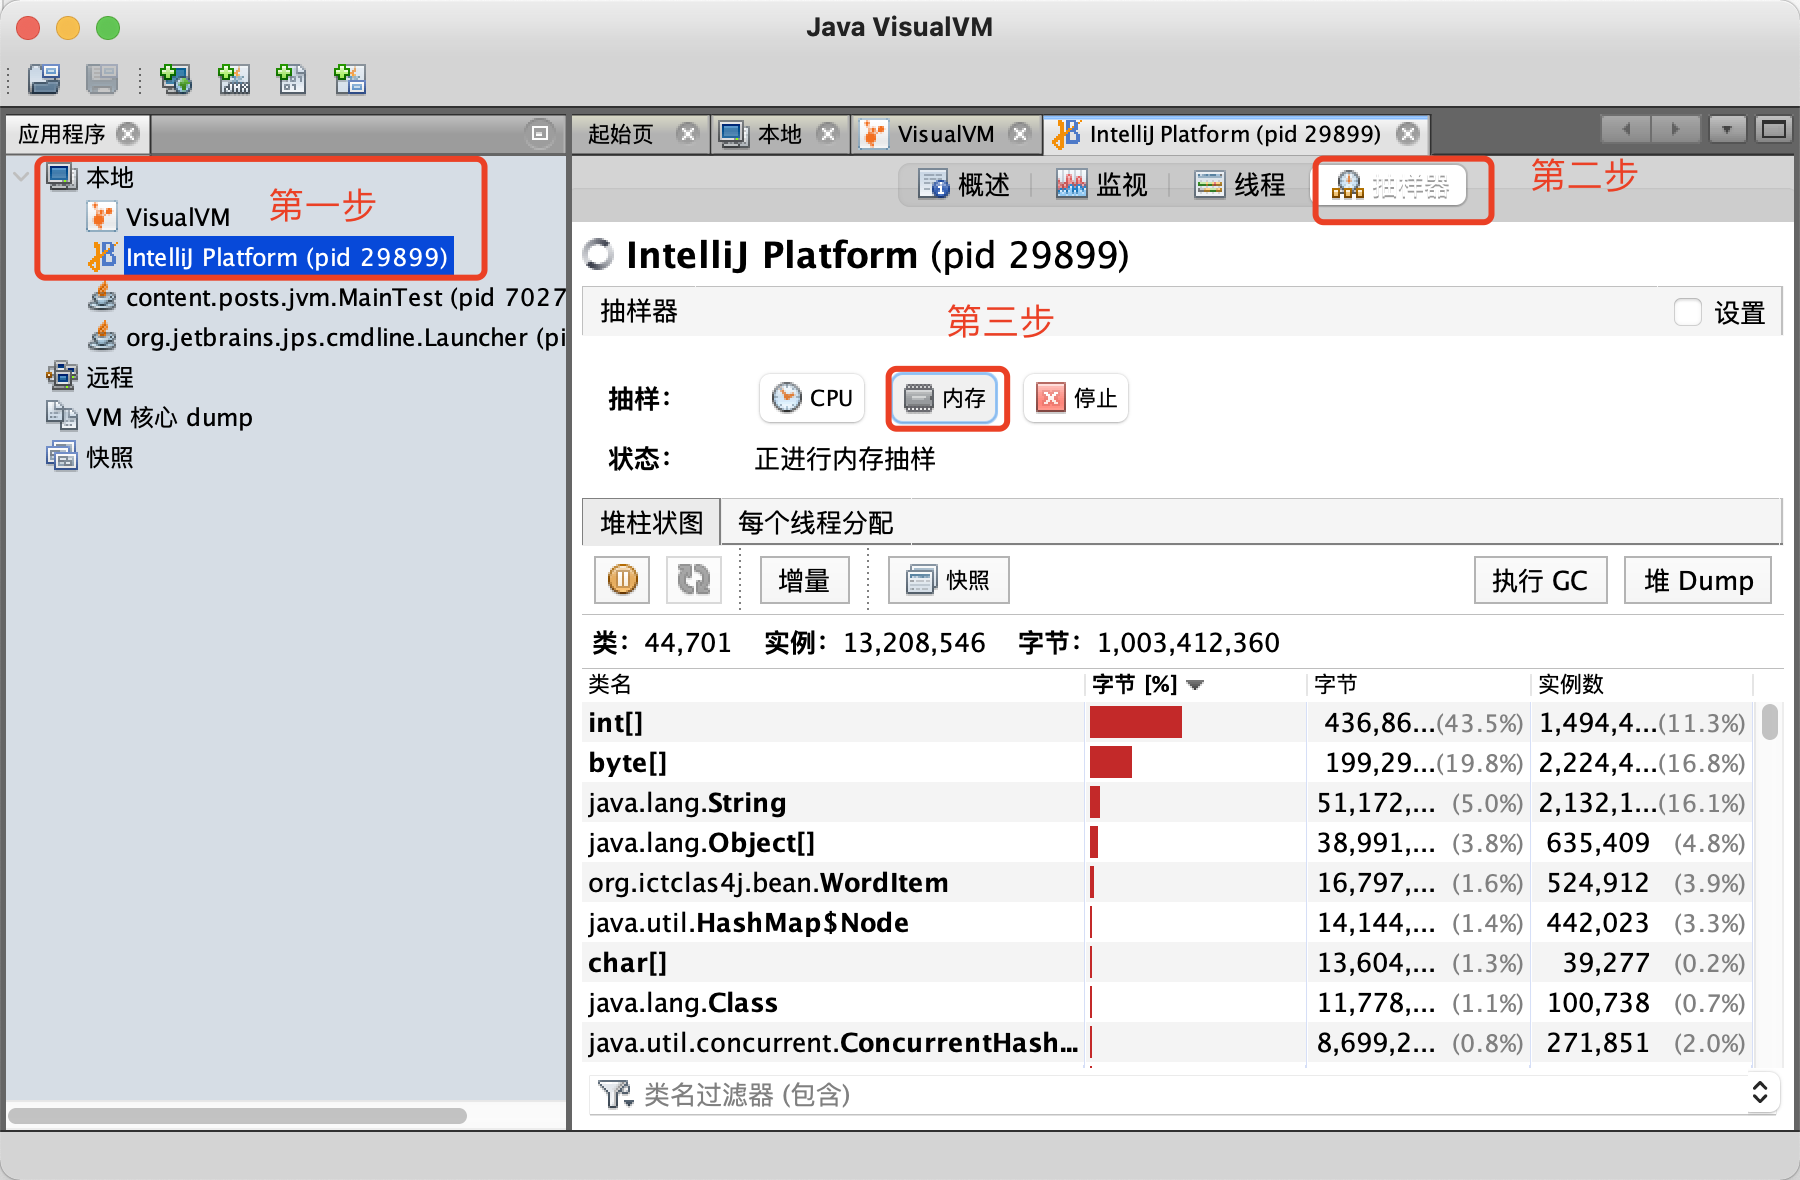 Java VisualVM
应用程序
起始页
本地
VisualVM
IntelliJ Platform (pid 29899)
本地
第一步
VisualVM
IntelliJ Platform (pid 29899)
content.posts.jvm.MainTest (pid 7027
org.jetbrains.jps.cmdline.Launcher (pi
远程
VM 核心 dump
快照
概述
监视
线程
抽样器
第二步
IntelliJ Platform (pid 29899)
抽样器
第三步
设置
抽样：
CPU
内存
停止
状态：
正进行内存抽样
堆柱状图
每个线程分配
增量
快照
执行 GC
堆 Dump
类： 44,701 实例： 13,208,546 字节： 1,003,412,360
类名 字节 [%] 字节 实例数
int[] 436,86...(43.5%) 1,494,4...(11.3%)
byte[] 199,29...(19.8%) 2,224,4...(16.8%)
java.lang.String 51,172,... (5.0%) 2,132,1...(16.1%)
java.lang.Object[] 38,991,... (3.8%) 635,409 (4.8%)
org.ictclas4j.bean.WordItem 16,797,... (1.6%) 524,912 (3.9%)
java.util.HashMap$Node 14,144,... (1.4%) 442,023 (3.3%)
char[] 13,604,... (1.3%) 39,277 (0.2%)
java.lang.Class 11,778,... (1.1%) 100,738 (0.7%)
java.util.concurrent.ConcurrentHash... 8,699,2... (0.8%) 271,851 (2.0%)
类名过滤器 (包含)